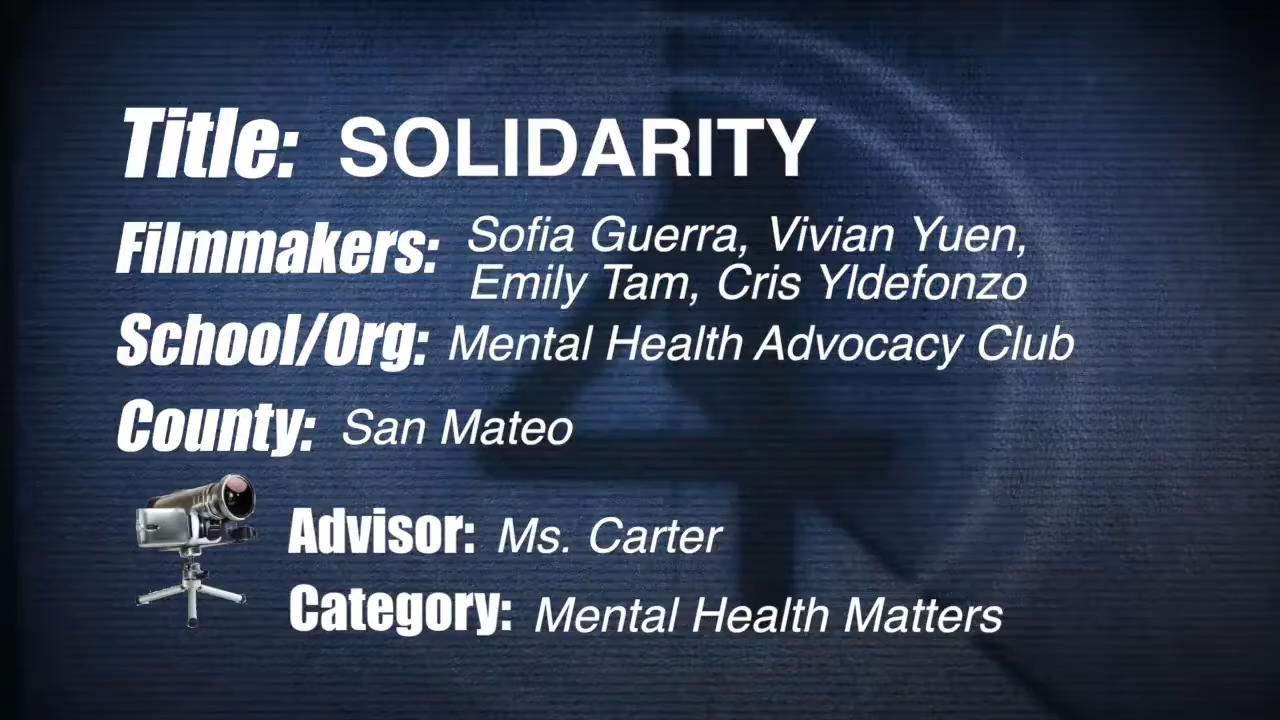 Title: SOLIDARITY
Filmmakers: Sofia Guerra, Vivian Yuen,
Emily Tam, Cris Yldefonzo
School/Org: Mental Health Advocacy Club
County: San Mateo
Advisor: Ms. Carter
Category: Mental Health Matters